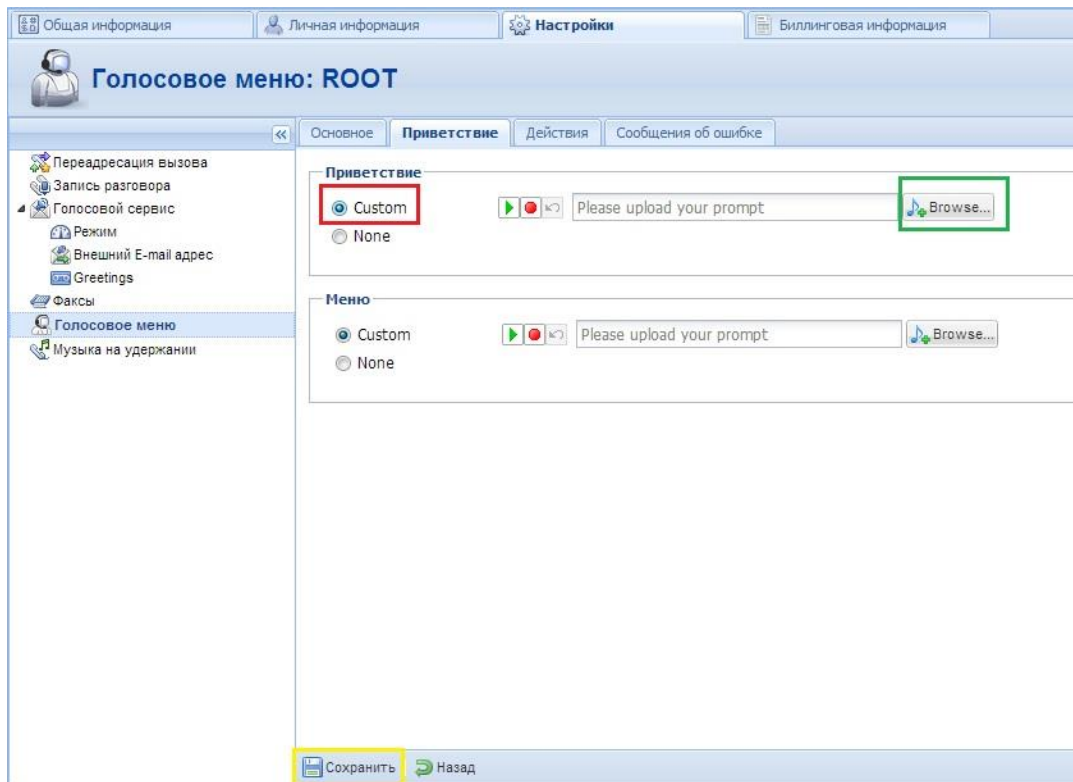 Общая информация
Личная информация
Настройки
Биллинговая информация
Голосовое меню: ROOT
Основное
Приветствие
Действия
Сообщения об ошибке
Переадресация вызова
Запись разговора
Голосовой сервис
Режим
Внешний E-mail адрес
Greetings
Факсы
Голосовое меню
Музыка на удержании
Приветствие
Custom
Please upload your prompt
Browse...
None
Меню
Custom
Please upload your prompt
Browse...
None
Сохранить
Назад